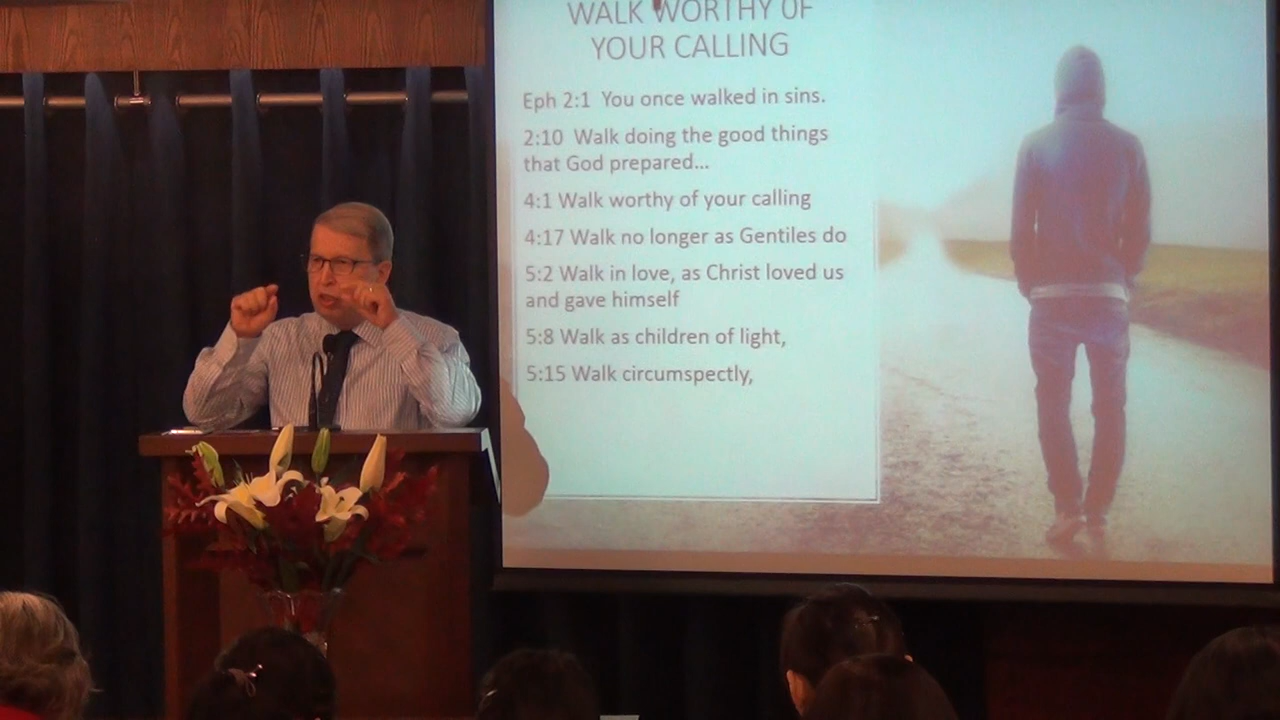 WALK WORTHY OF
YOUR CALLING
Eph 2:1 You once walked in sins.
2:10 Walk doing the good things
that God prepared...
4:1 Walk worthy of your calling
4:17 Walk no longer as Gentiles do
5:2 Walk in love, as Christ loved us
and gave himself
5:8 Walk as children of light,
5:15 Walk circumspectly,